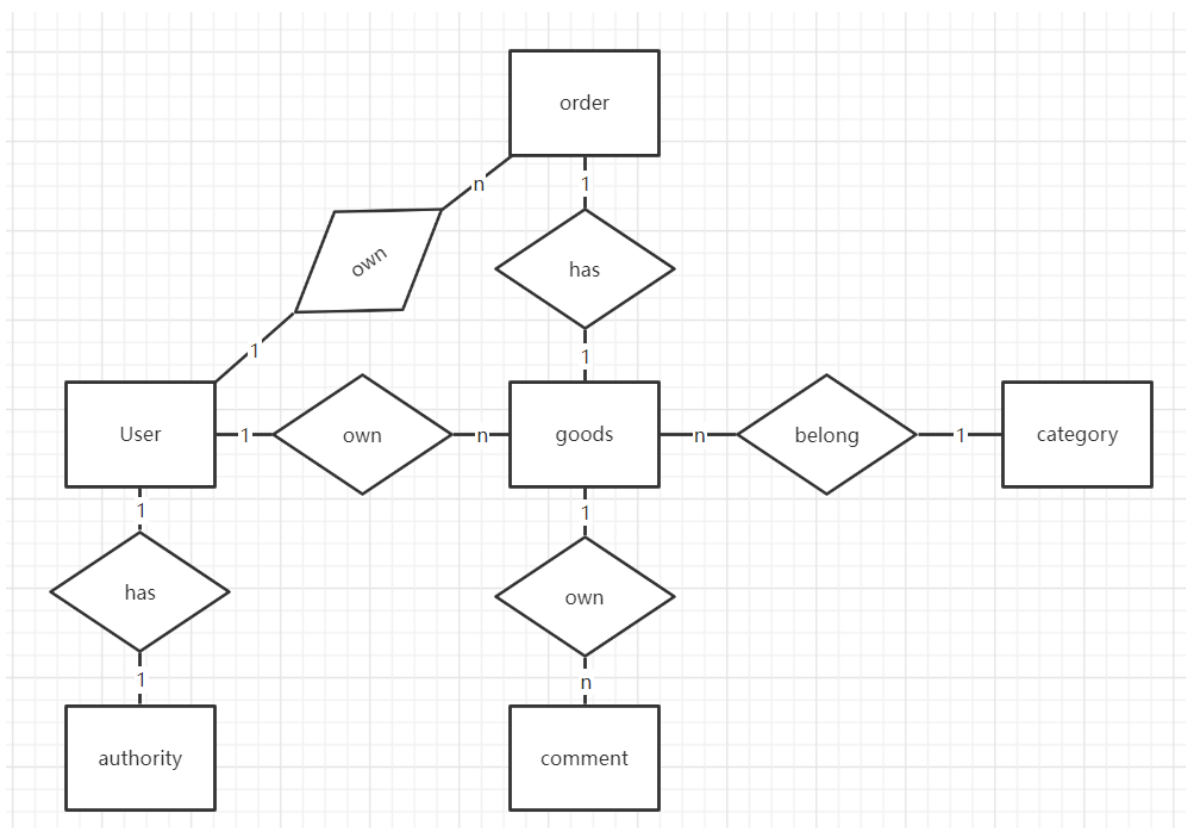 order
n
1
own
has
1
1
User
1
own
n
goods
n
belong
1
category
1
1
has
own
1
n
authority
comment